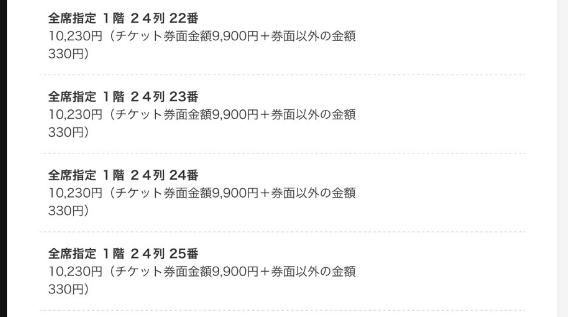 全席指定 １階 ２４列 22番
10,230円（チケット券面金額9,900円＋券面以外の金額
330円）
全席指定 １階 ２４列 23番
10,230円（チケット券面金額9,900円＋券面以外の金額
330円）
全席指定 １階 ２４列 24番
10,230円（チケット券面金額9,900円＋券面以外の金額
330円）
全席指定 １階 ２４列 25番
10,230円（チケット券面金額9,900円＋券面以外の金額
330円）